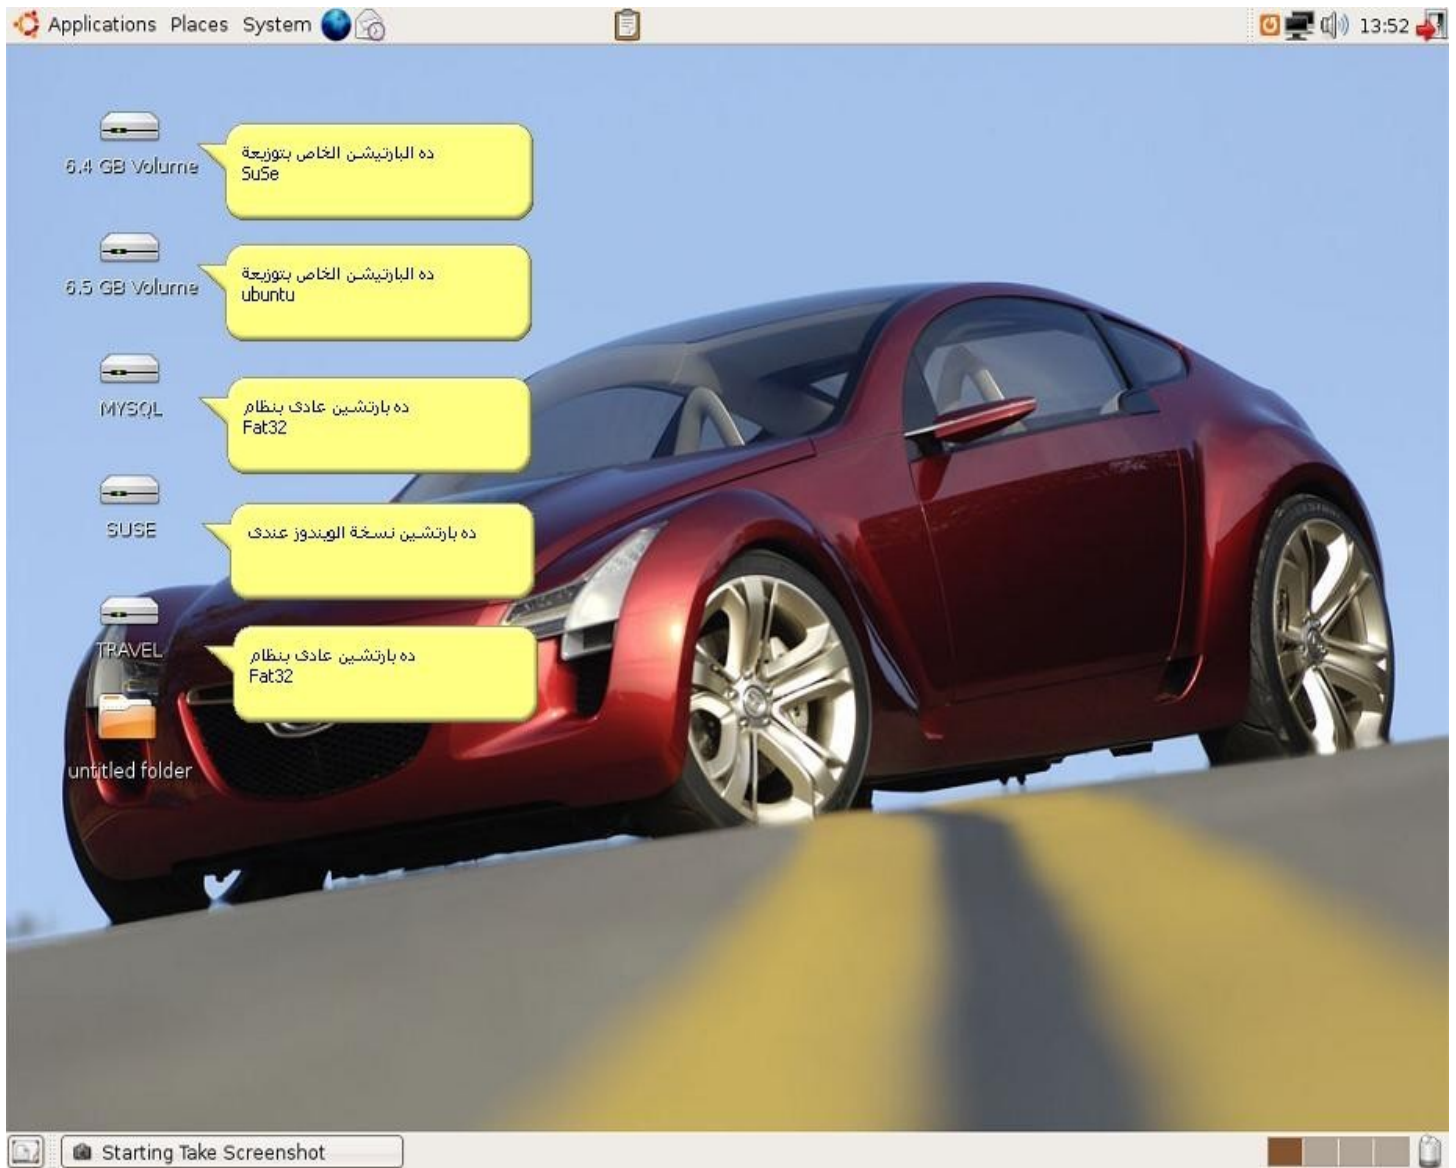 Applications Places System
13:52
6.4 GB Volume
ده البارتيشن الخاص بتوزيعة
SuSe
6.5 GB Volume
ده البارتيشن الخاص بتوزيعة
ubuntu
MYSQL
ده بارتشين عادى بنظام
Fat32
SUSE
ده بارتشين نسخة الويندوز عندى
TRAVEL
ده بارتشين عادى بنظام
Fat32
untitled folder
Starting Take Screenshot